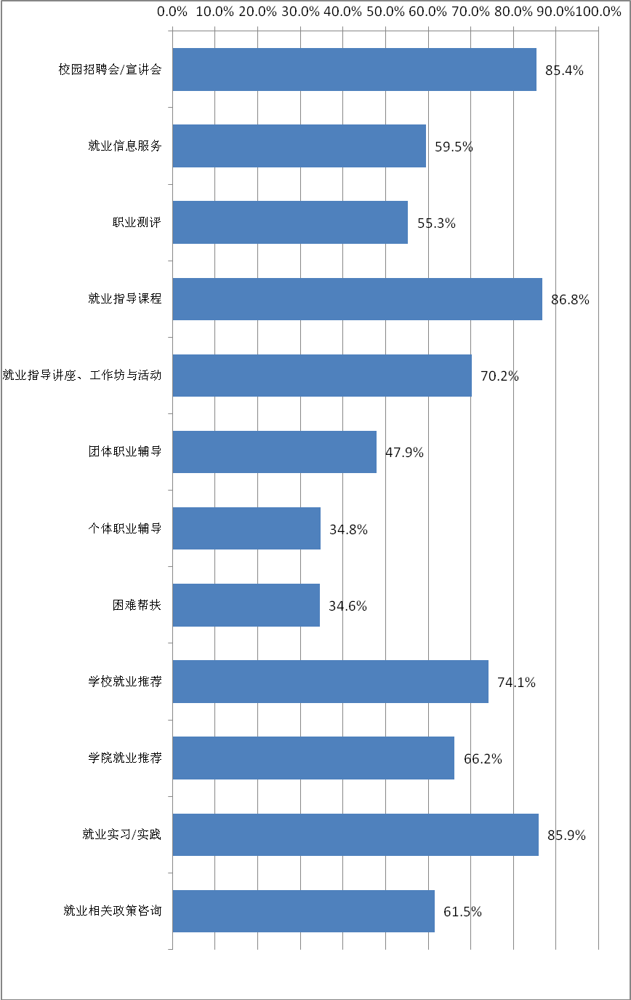 0.0% 10.0% 20.0% 30.0% 40.0% 50.0% 60.0% 70.0% 80.0% 90.0% 100.0%
校园招聘会/宣讲会 85.4%
就业信息服务 59.5%
职业测评 55.3%
就业指导课程 86.8%
就业指导讲座、工作坊与活动 70.2%
团体职业辅导 47.9%
个体职业辅导 34.8%
困难帮扶 34.6%
学校就业推荐 74.1%
学院就业推荐 66.2%
就业实习/实践 85.9%
就业相关政策咨询 61.5%